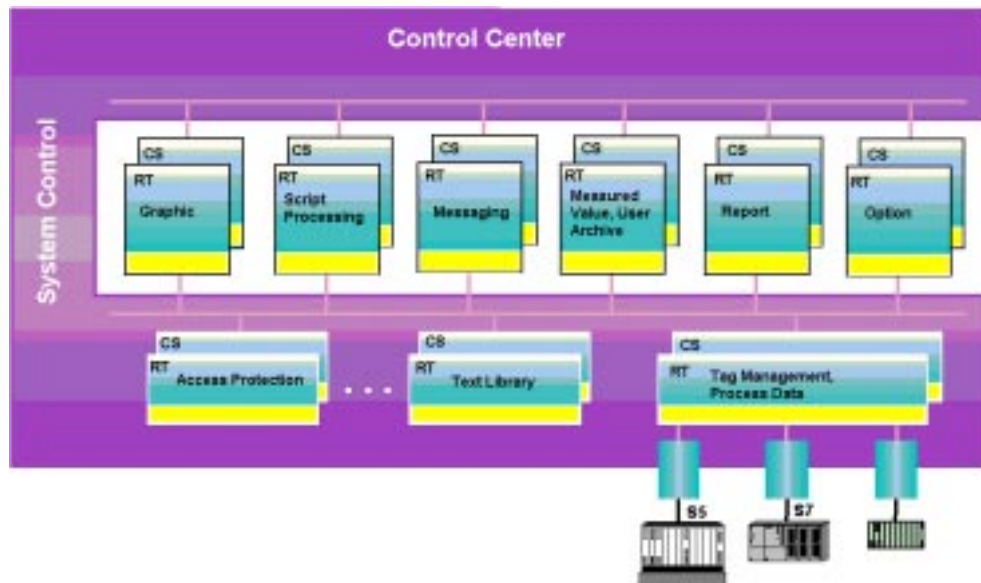 Control Center
System Control
CS
RT
Graphic
CS
RT
Script
Processing
CS
RT
Messaging
CS
RT
Measured
Value, User
Archive
CS
RT
Report
CS
RT
Option
CS
RT
Access Protection
. . .
CS
RT
Text Library
CS
RT
Tag Management,
Process Data
S5
S7